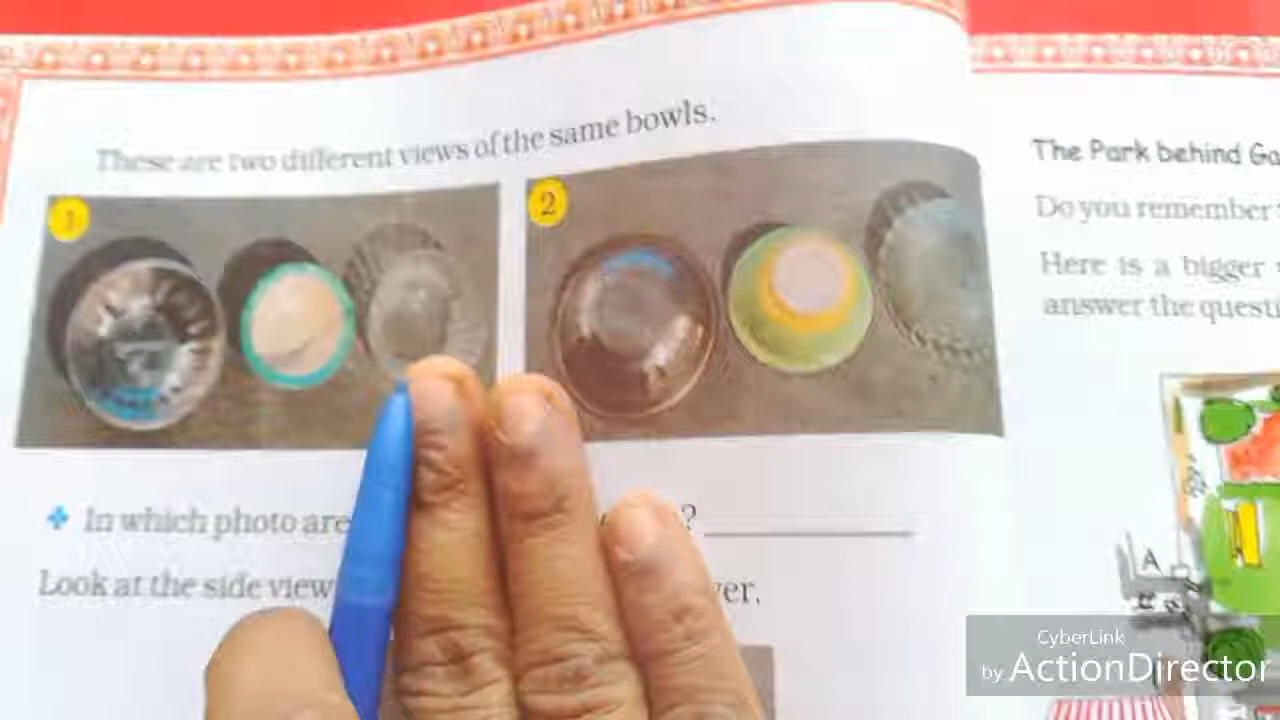 These are two different views of the same bowls.
1
2
In which photo are
?
Look at the side view
ver.
The Park behind Ga
Do you remember
Here is a bigger
answer the questi
A
B
CyberLink
by ActionDirector